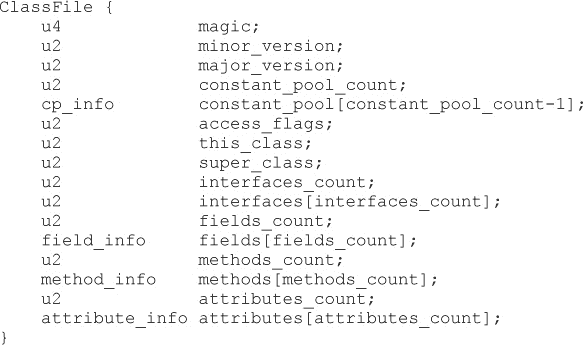 ClassFile {
    u4             magic;
    u2             minor_version;
    u2             major_version;
    u2             constant_pool_count;
    cp_info        constant_pool[constant_pool_count-1];
    u2             access_flags;
    u2             this_class;
    u2             super_class;
    u2             interfaces_count;
    u2             interfaces[interfaces_count];
    u2             fields_count;
    field_info     fields[fields_count];
    u2             methods_count;
    method_info    methods[methods_count];
    u2             attributes_count;
    attribute_info attributes[attributes_count];
}